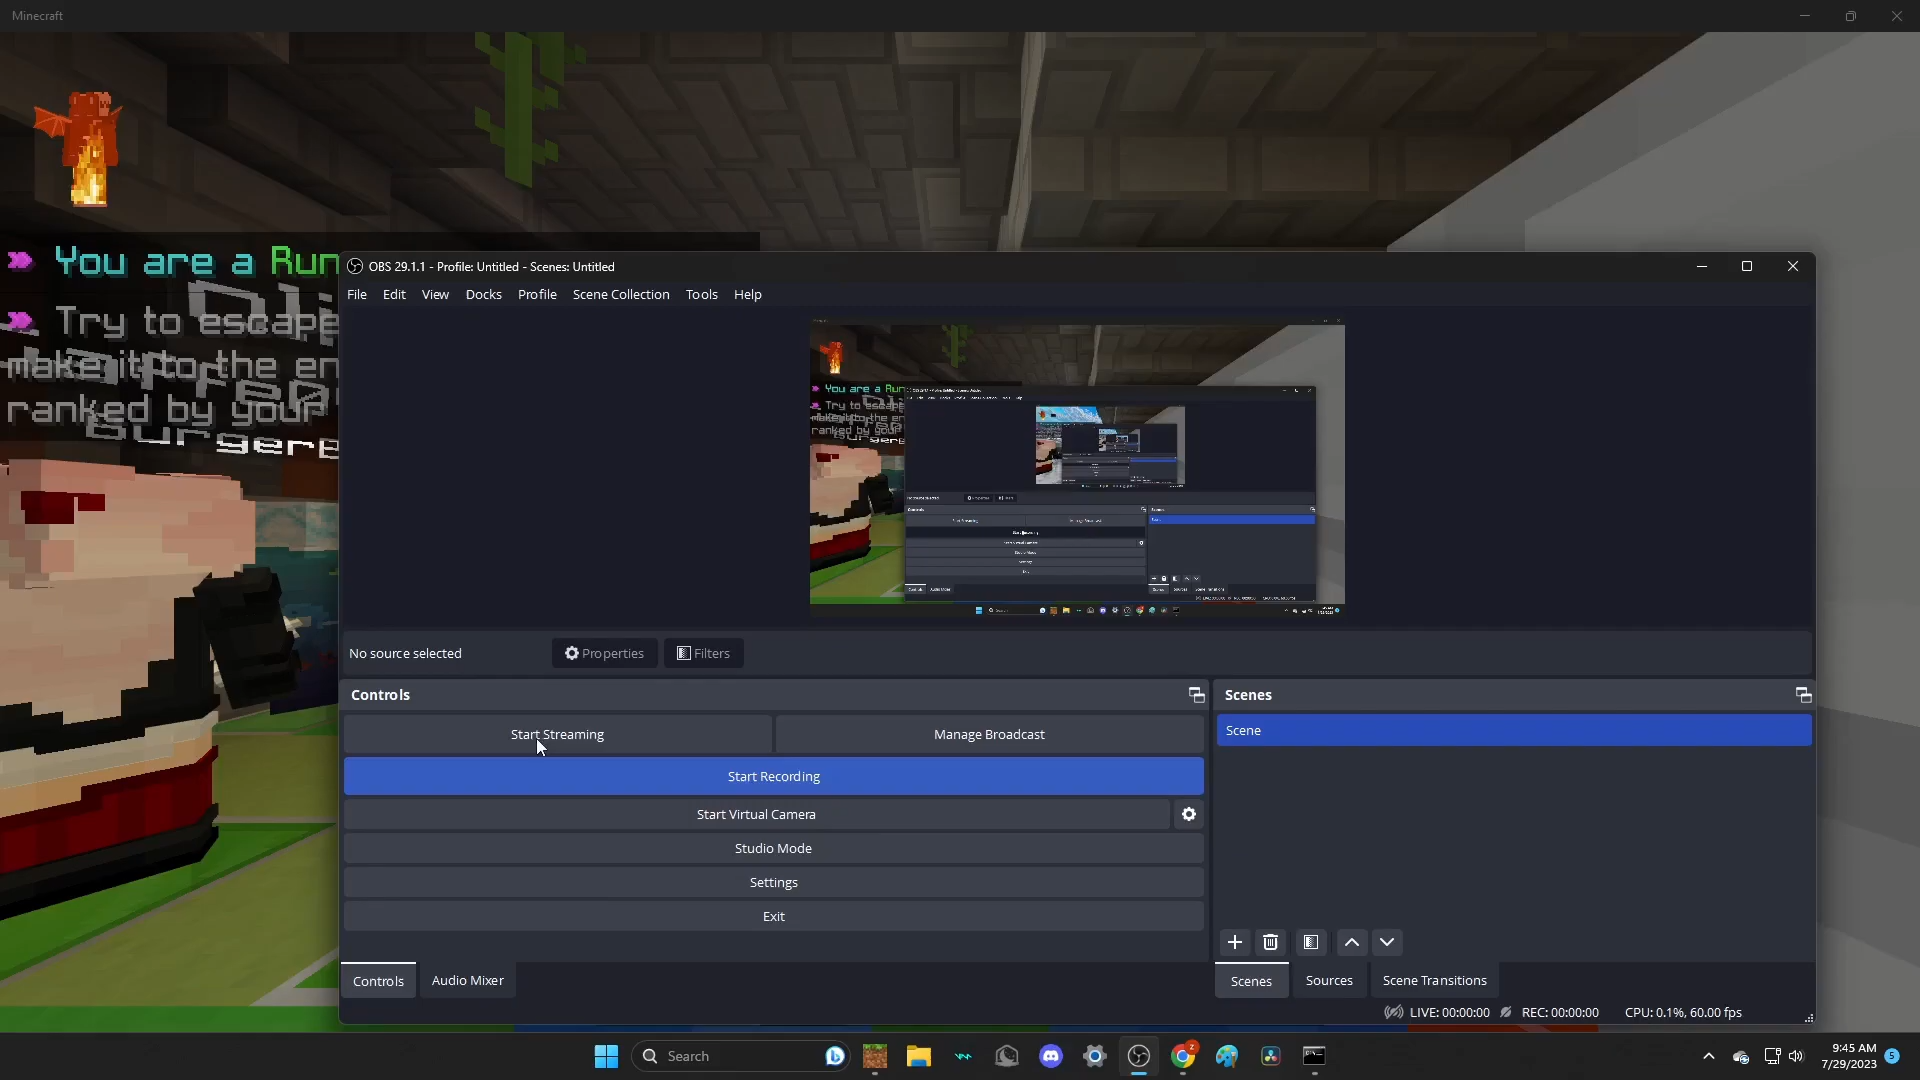 Minecraft
You are a Run
Try to escape
make it to the en
ranked by your
OBS 29.1.1 - Profile: Untitled - Scenes: Untitled
File Edit View Docks Profile Scene Collection Tools Help
No source selected Properties Filters
Controls
Start Streaming Manage Broadcast
Start Recording
Start Virtual Camera
Studio Mode
Settings
Exit
Controls Audio Mixer
Scenes
Scene
Scenes Sources Scene Transitions
LIVE: 00:00:00 REC: 00:00:00 CPU: 0.1%, 60.00 fps
Search
9:45 AM
7/29/2023
5